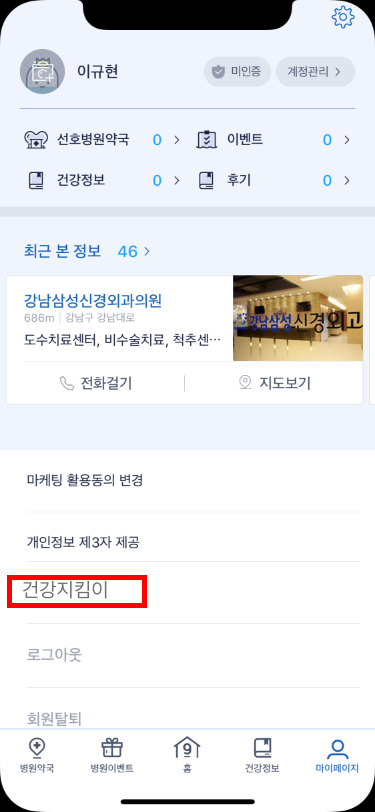 이규현
미인증
계정관리 >
선호병원약국 0 >
이벤트 0 >
건강정보 0 >
후기 0 >
최근 본 정보 46 >
강남삼성신경외과의원
686m | 강남구 강남대로
도수치료센터, 비수술치료, 척추센…
강남삼성신경외과
전화걸기
지도보기
마케팅 활용동의 변경
개인정보 제3자 제공
건강지킴이
로그아웃
회원탈퇴
9
병원약국
병원이벤트
홈
건강정보
마이페이지